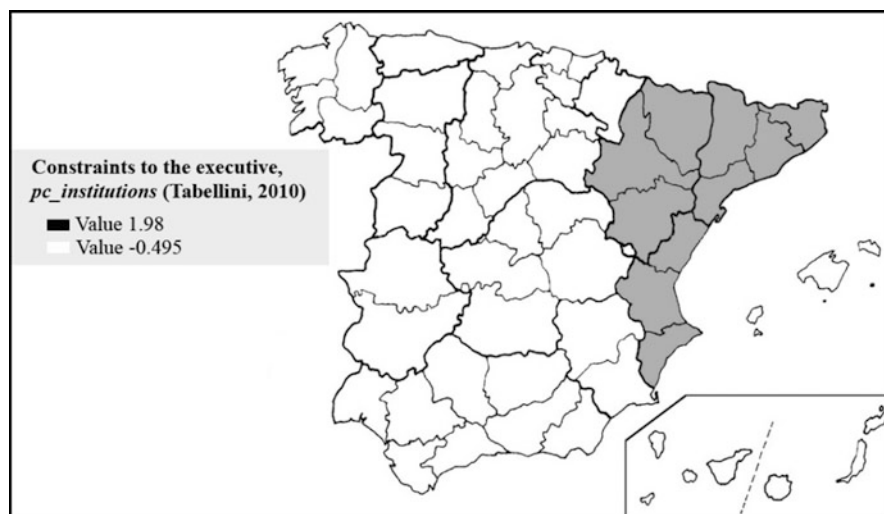 Constraints to the executive,
pc_institutions (Tabellini, 2010)
Value 1.98
Value -0.495